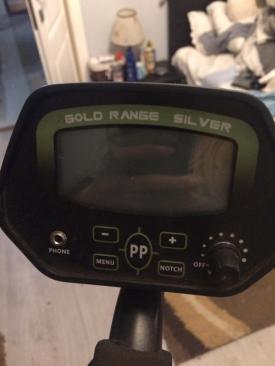 GOLD RANGE SILVER
- +
PHONE
PP
MENU
NOTCH
OFF